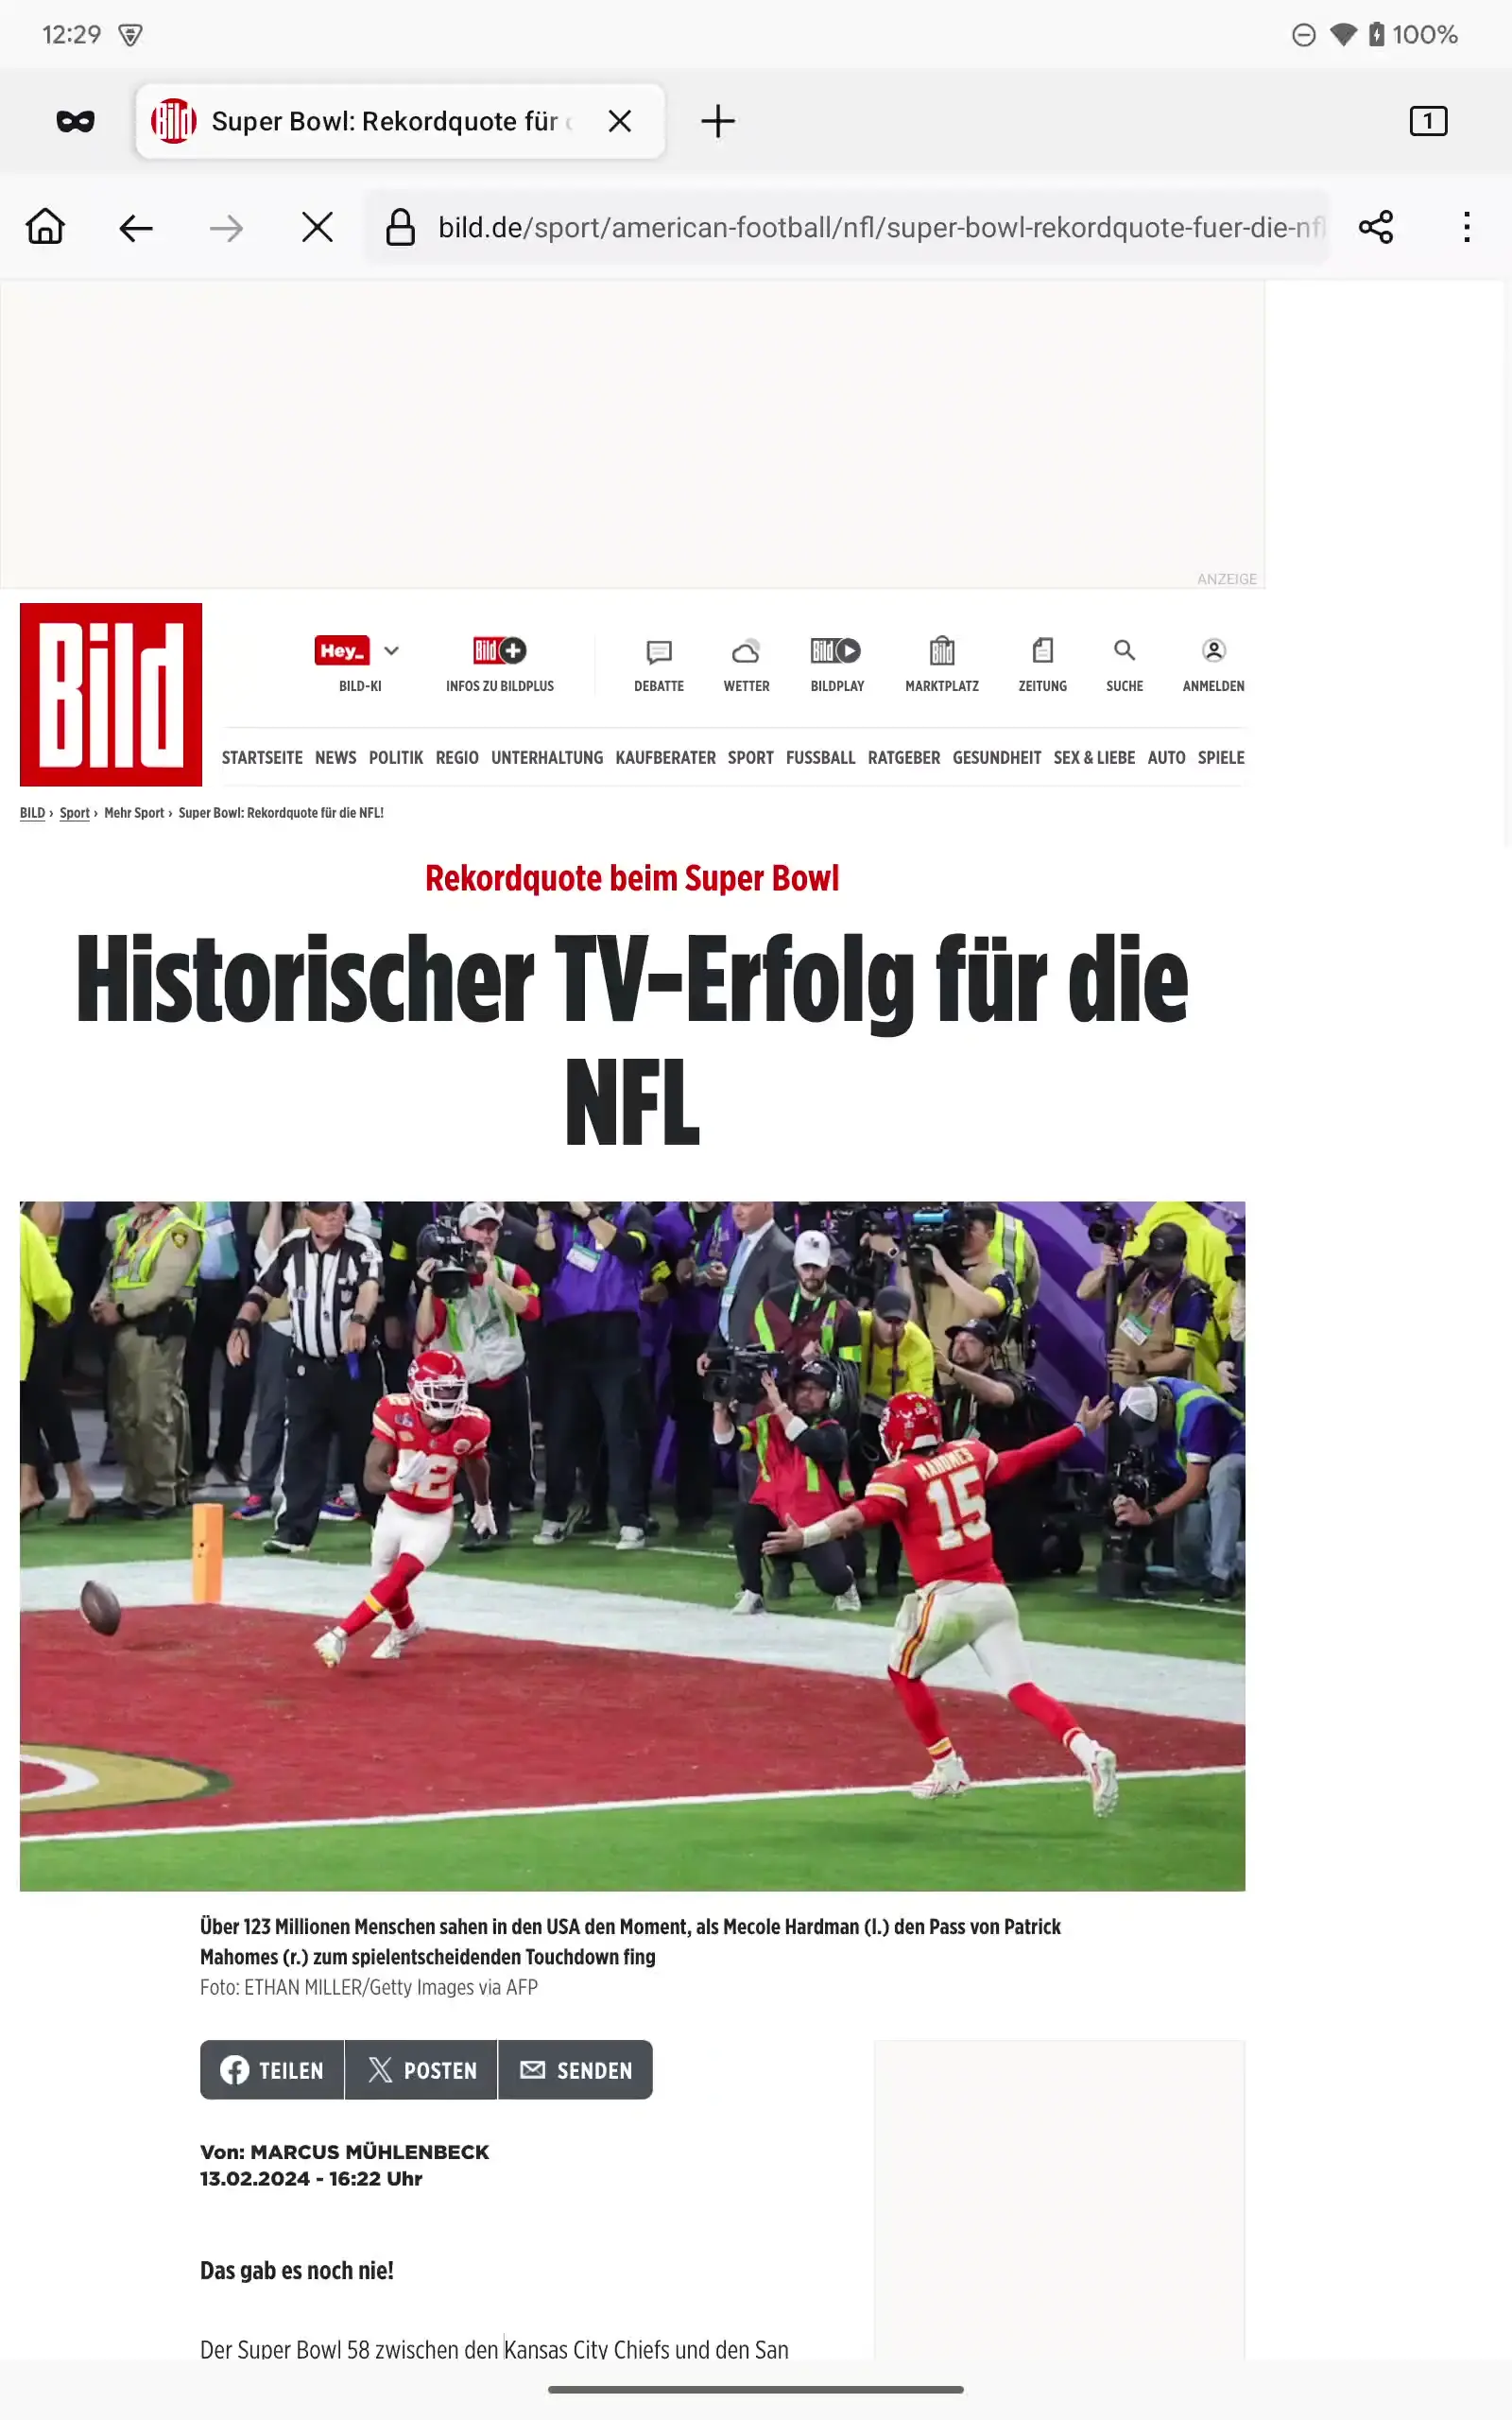 12:29
100%
Bild
Super Bowl: Rekordquote für
1
bild.de/sport/american-football/nfl/super-bowl-rekordquote-fuer-die-nfl
ANZEIGE
Bild
Hey_
Bild
Bild
Bild
BILD-KI
INFOS ZU BILDPLUS
DEBATTE
WETTER
BILDPLAY
MARKTPLATZ
ZEITUNG
SUCHE
ANMELDEN
STARTSEITE NEWS POLITIK REGIO UNTERHALTUNG KAUFBERATER SPORT FUSSBALL RATGEBER GESUNDHEIT SEX & LIEBE AUTO SPIELE
BILD › Sport › Mehr Sport › Super Bowl: Rekordquote für die NFL!
Rekordquote beim Super Bowl
Historischer TV-Erfolg für die
NFL
MAHOMES
15
Über 123 Millionen Menschen sahen in den USA den Moment, als Mecole Hardman (l.) den Pass von Patrick
Mahomes (r.) zum spielentscheidenden Touchdown fing
Foto: ETHAN MILLER/Getty Images via AFP
TEILEN
POSTEN
SENDEN
Von: MARCUS MÜHLENBECK
13.02.2024 - 16:22 Uhr
Das gab es noch nie!
Der Super Bowl 58 zwischen den Kansas City Chiefs und den San